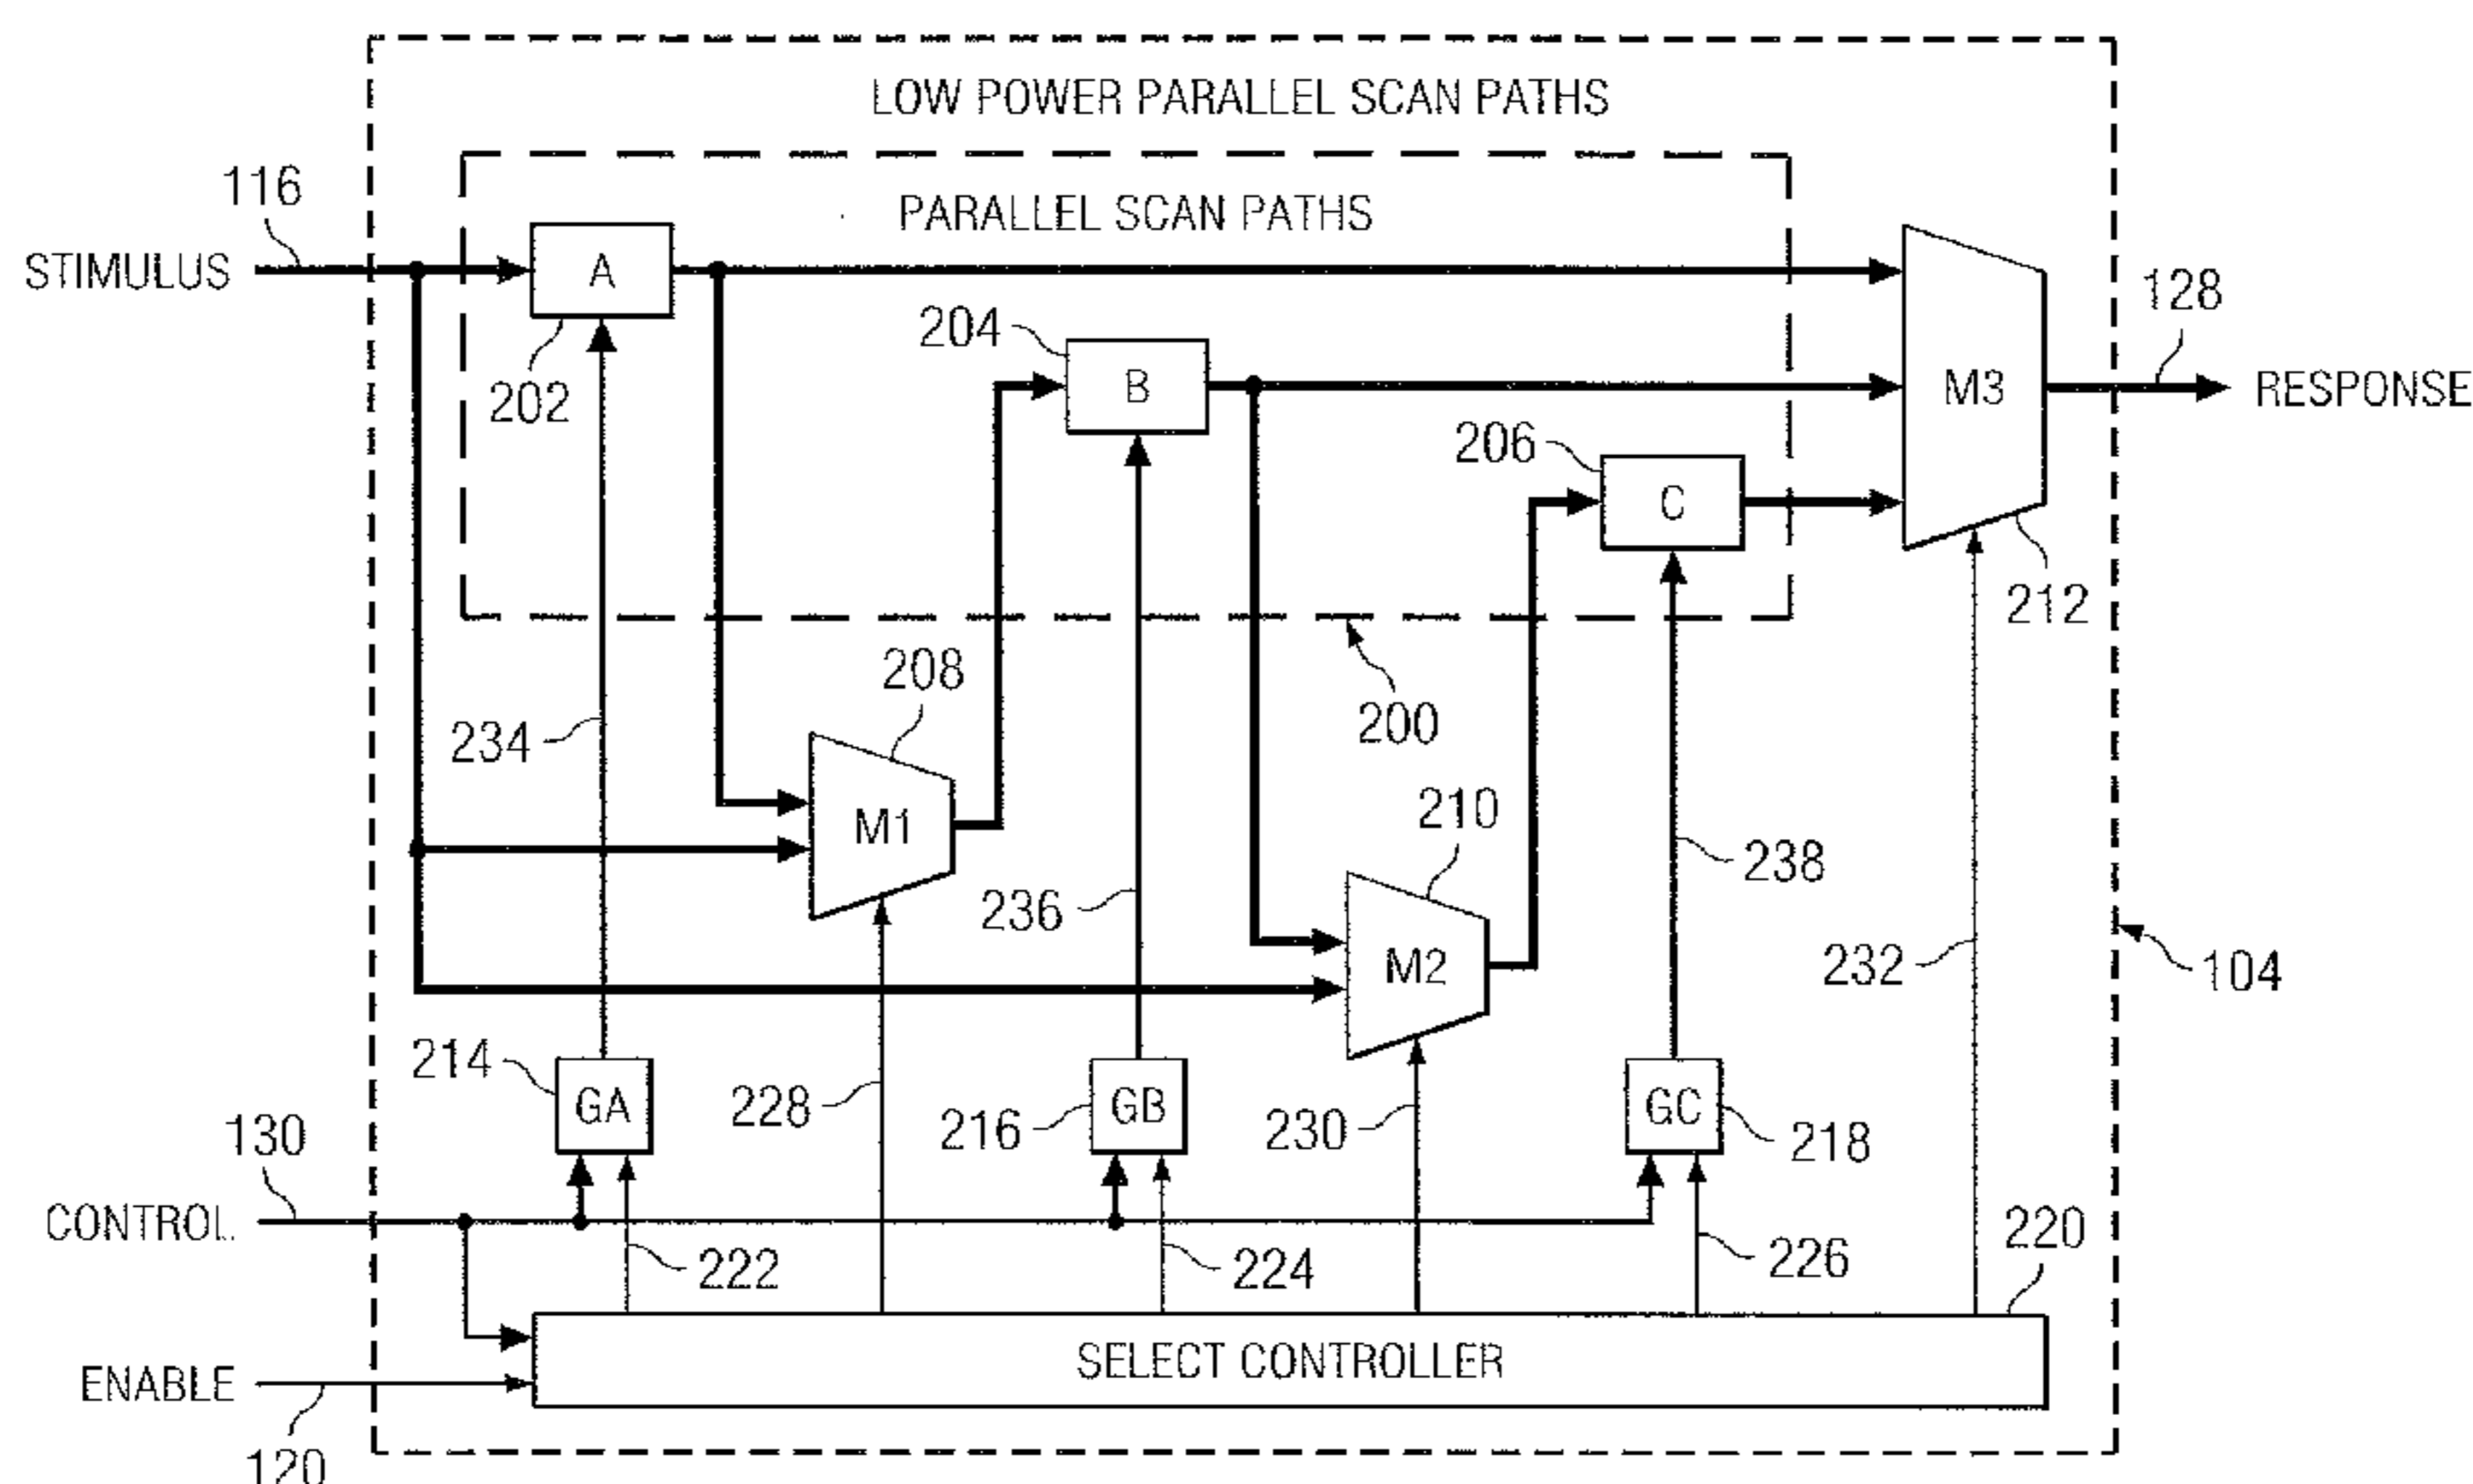 LOW POWER PARALLEL SCAN PATHS
116
PARALLEL SCAN PATHS
STIMULUS
A
128
204
202
B
M3
RESPONSE
206
C
212
208
200
234
M1
210
238
236
M2
232
104
214
GA
228
216
GB
230
GC
218
130
CONTROL
222
224
226
220
SELECT CONTROLLER
ENABLE
120